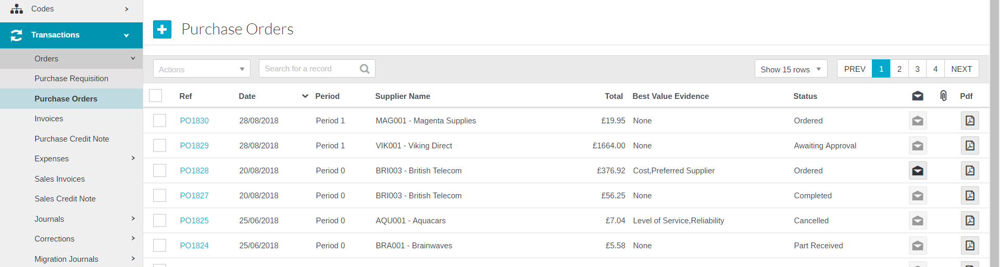 Codes
Transactions
Orders
Purchase Requisition
Purchase Orders
Invoices
Purchase Credit Note
Expenses
Sales Invoices
Sales Credit Note
Journals
Corrections
Migration Journals
Purchase Orders
Actions Search for a record Show 15 rows PREV 1 2 3 4 NEXT
Ref Date Period Supplier Name Total Best Value Evidence Status Pdf
PO1830 28/08/2018 Period 1 MAG001 - Magenta Supplies £19.95 None Ordered
PO1829 28/08/2018 Period 1 VIK001 - Viking Direct £1664.00 None Awaiting Approval
PO1828 20/08/2018 Period 0 BRI003 - British Telecom £376.92 Cost,Preferred Supplier Ordered
PO1827 20/08/2018 Period 0 BRI003 - British Telecom £56.25 None Completed
PO1825 25/06/2018 Period 0 AQU001 - Aquacars £7.04 Level of Service,Reliability Cancelled
PO1824 25/06/2018 Period 0 BRA001 - Brainwaves £5.58 None Part Received